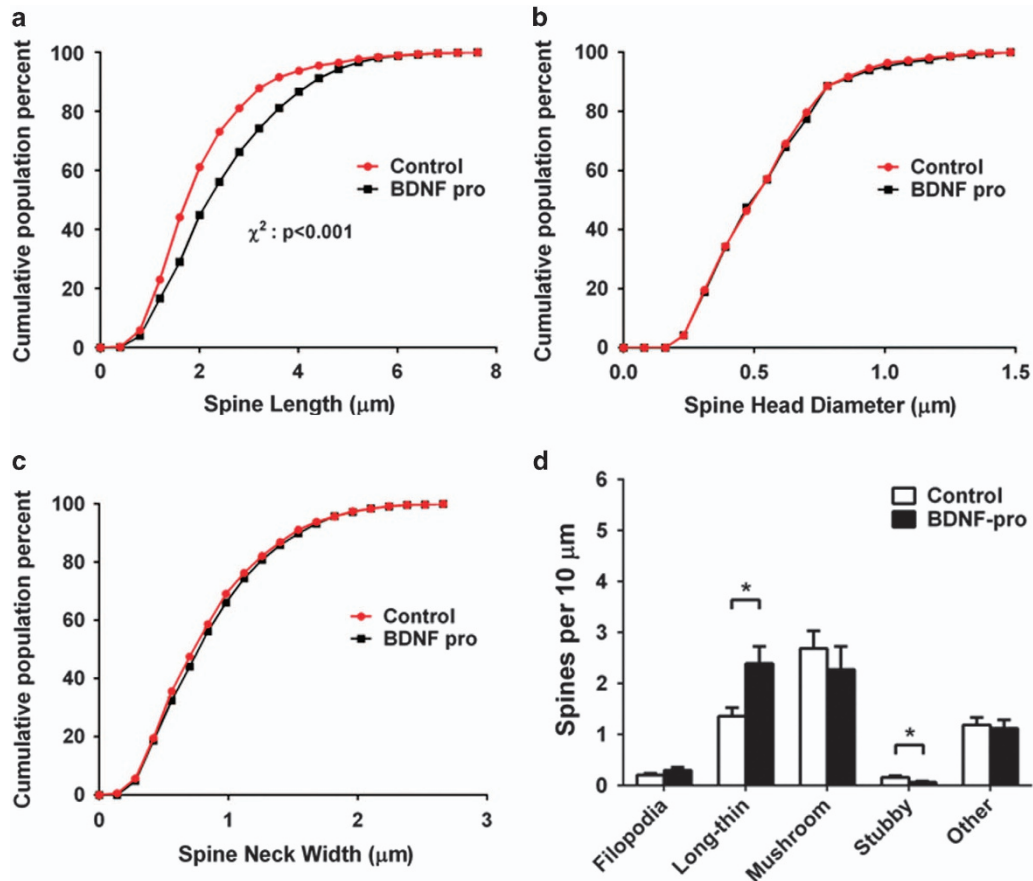 a
Cumulative population percent
100
80
60
40
20
0
Control
BDNF pro
χ² : p<0.001
0 2 4 6 8
Spine Length (μm)
b
Cumulative population percent
100
80
60
40
20
0
Control
BDNF pro
0.0 0.5 1.0 1.5
Spine Head Diameter (μm)
c
Cumulative population percent
100
80
60
40
20
0
Control
BDNF pro
0 1 2 3
Spine Neck Width (μm)
d
Spines per 10 μm
6
5
4
3
2
1
0
Control
BDNF-pro
*
*
Filopodia
Long-thin
Mushroom
Stubby
Other